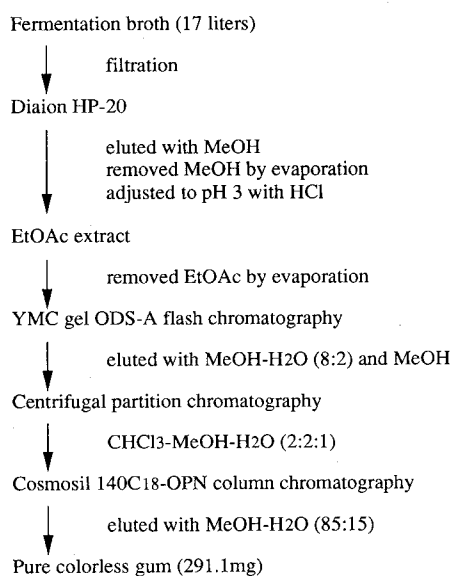 Fermentation broth (17 liters)
filtration
Diaion HP-20
eluted with MeOH
removed MeOH by evaporation
adjusted to pH 3 with HCl
EtOAc extract
removed EtOAc by evaporation
YMC gel ODS-A flash chromatography
eluted with MeOH-H2O (8:2) and MeOH
Centrifugal partition chromatography
CHCl3-MeOH-H2O (2:2:1)
Cosmosil 140C18-OPN column chromatography
eluted with MeOH-H2O (85:15)
Pure colorless gum (291.1mg)